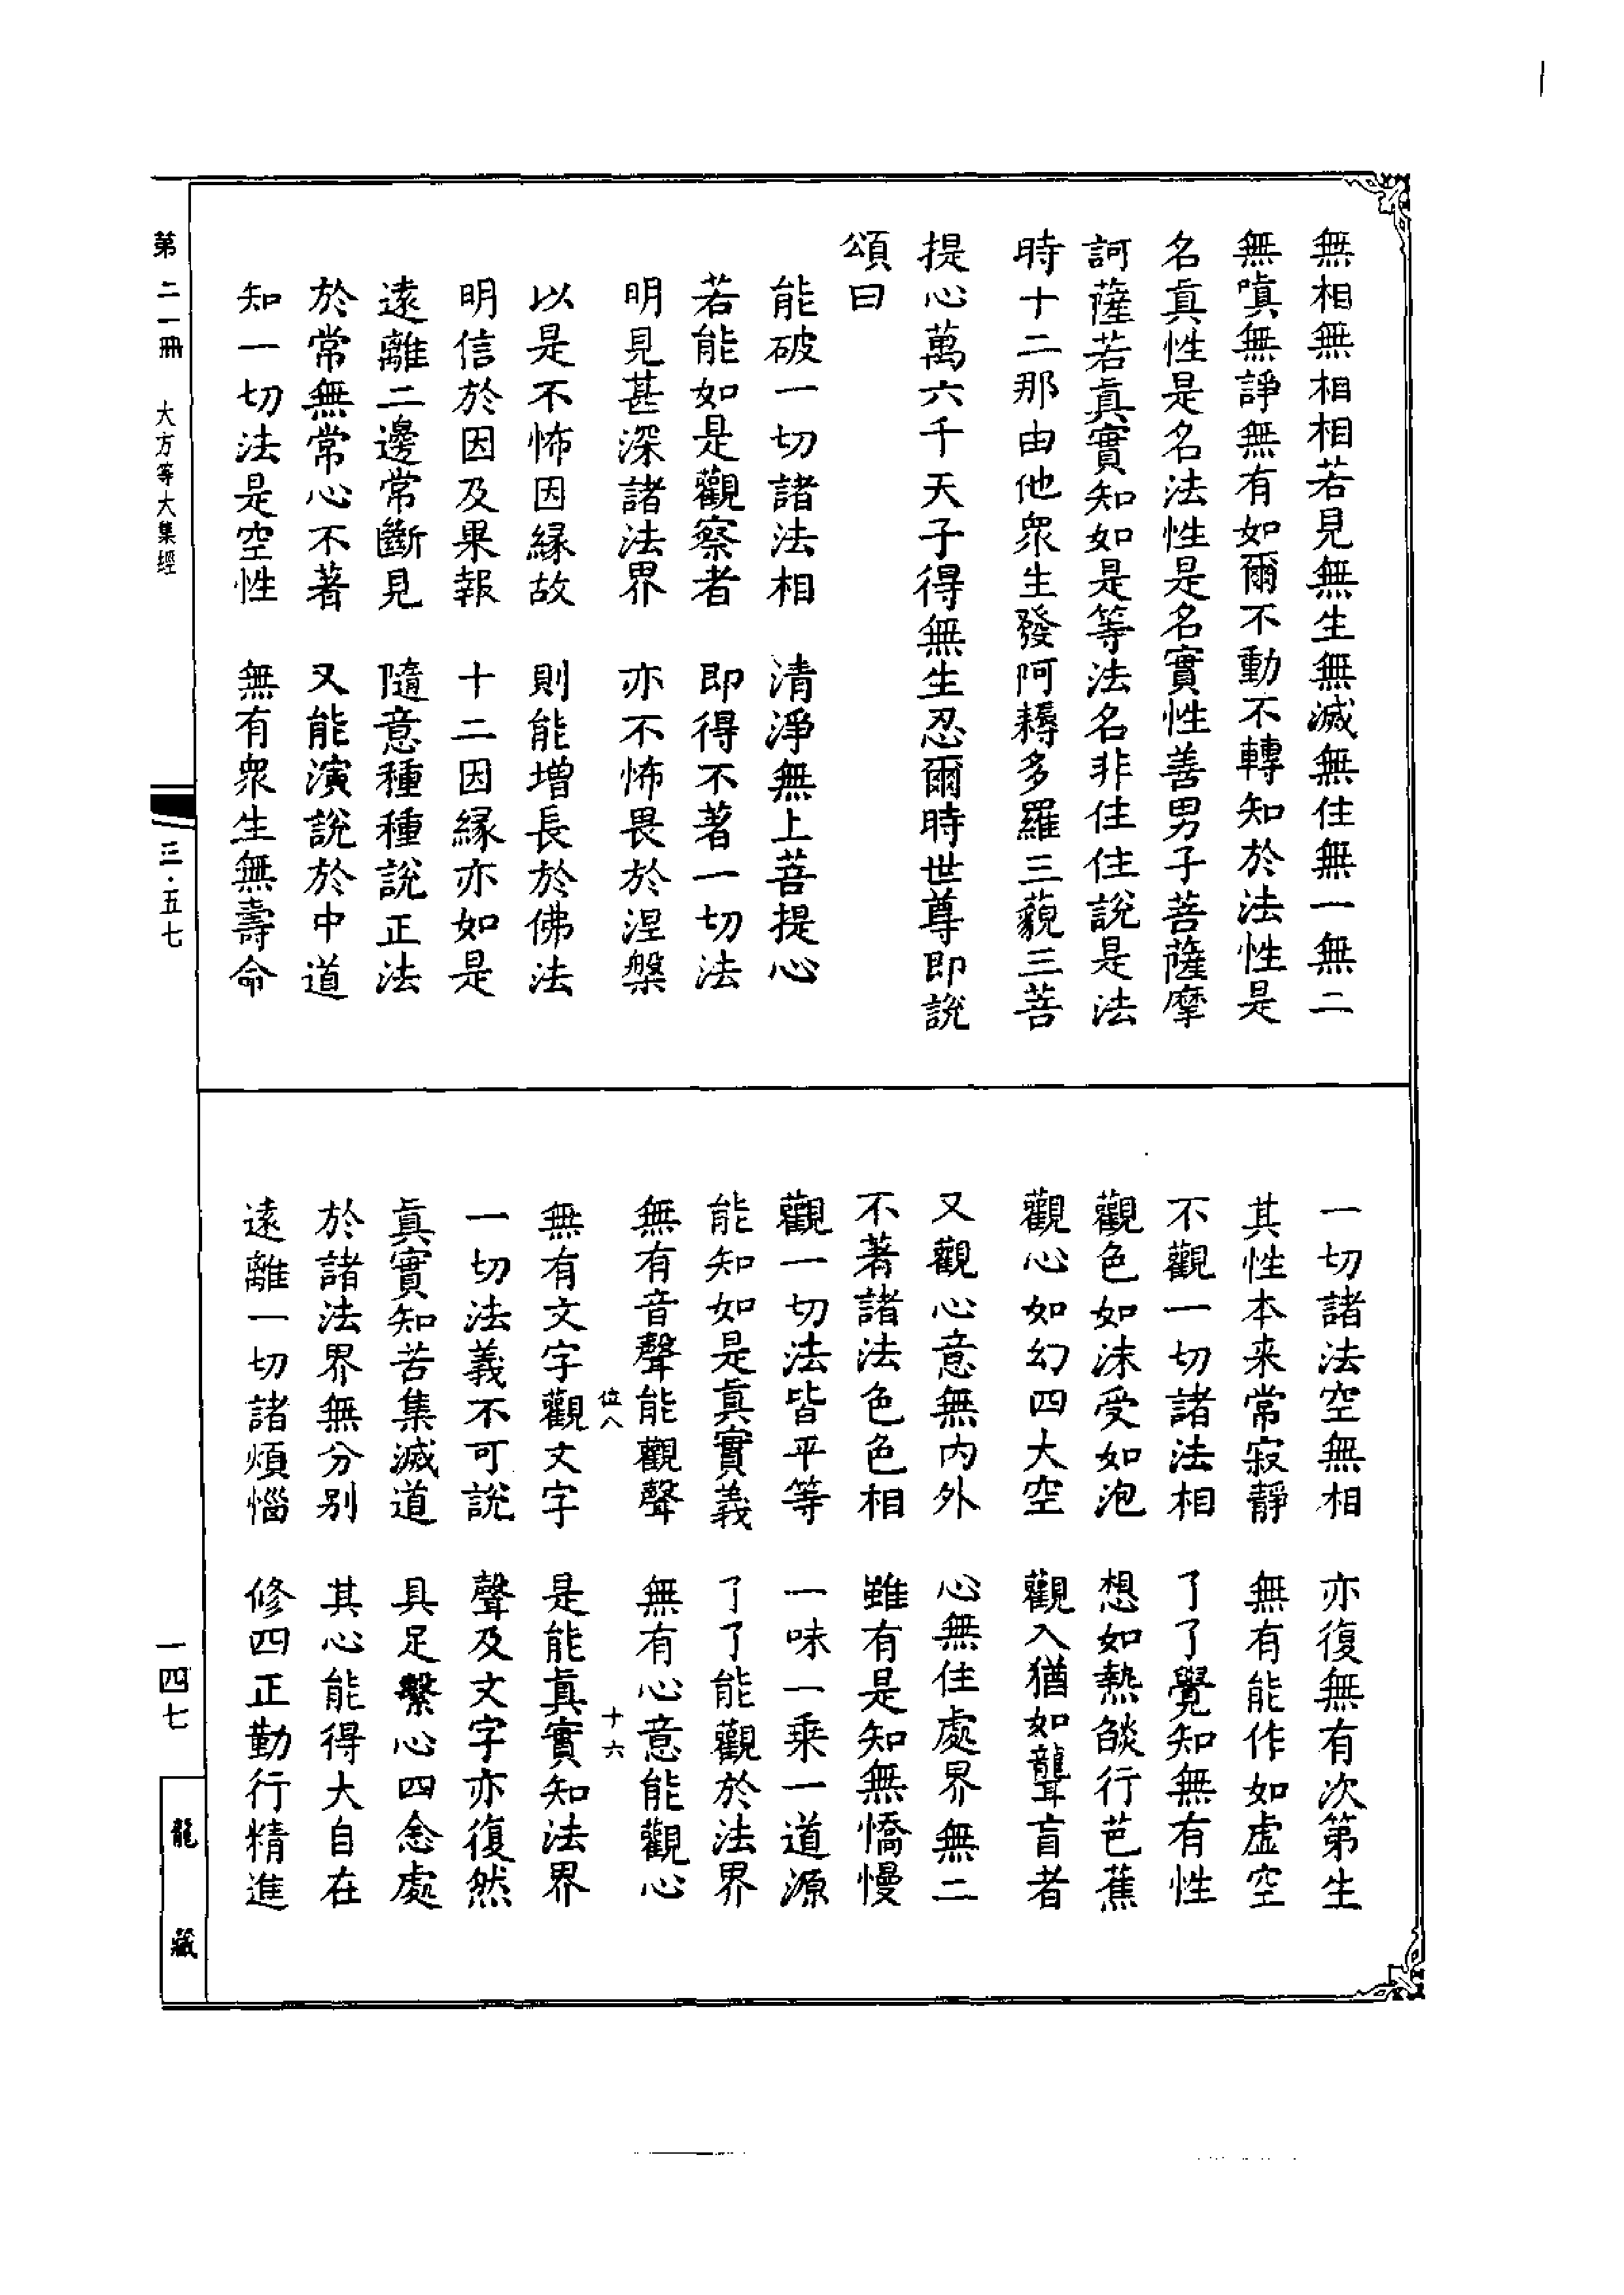 無相無相相若見無生無滅無住無一無二
無嗔無諍無有如爾不動不轉知於法性是
名眞性是名法性是名實性善男子菩薩摩
訶薩若眞實知如是等法名非住住說是法
時十二那由他衆生發阿耨多羅三藐三菩
提心萬六千天子得無生忍爾時世尊即說
頌曰
能破一切諸法相　清淨無上菩提心
若能如是觀察者　即得不著一切法
明見甚深諸法界　亦不怖畏於涅槃
以是不怖因緣故　則能增長於佛法
明信於因及果報　十二因緣亦如是
遠離二邊常斷見　隨意種種說正法
於常無常心不著　又能演說於中道
知一切法是空性　無有衆生無壽命
一切諸法空無相　亦復無有次第生
其性本来常寂靜　無有能作如虛空
不觀一切諸法相　了了覺知無有性
觀色如沫受如泡　想如熱燄行芭蕉
觀心如幻四大空　觀入猶如聾盲者
又觀心意無內外　心無住處界無二
不著諸法色色相　雖有是知無憍慢
觀一切法皆平等　一味一乗一道源
能知如是眞實義　了了能觀於法界
無有音聲能觀聲　無有心意能觀心
位八　十六
無有文字觀文字　是能眞實知法界
一切法義不可說　聲及文字亦復然
眞實知苦集滅道　具足繫心四念處
於諸法界無分别　其心能得大自在
遠離一切諸煩惱　修四正勤行精進
第二一冊　大方等大集經
三·五七
一四七
龍藏